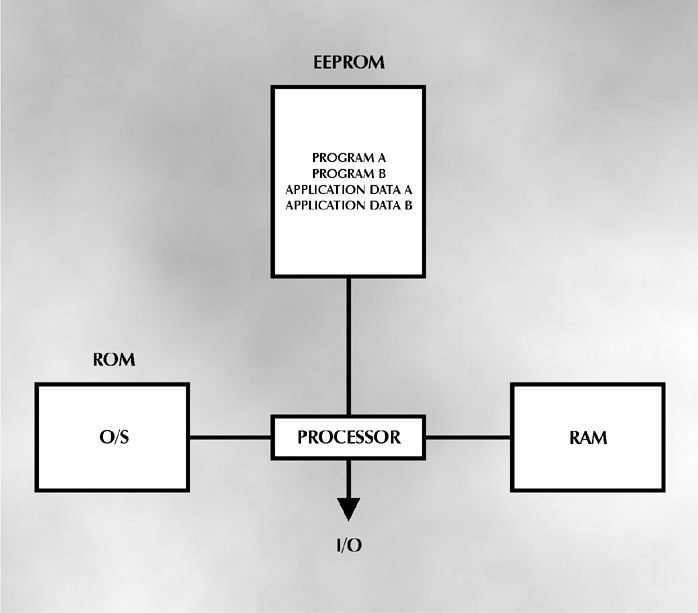 EEPROM
PROGRAM A
PROGRAM B
APPLICATION DATA A
APPLICATION DATA B
ROM
O/S
PROCESSOR
RAM
I/O